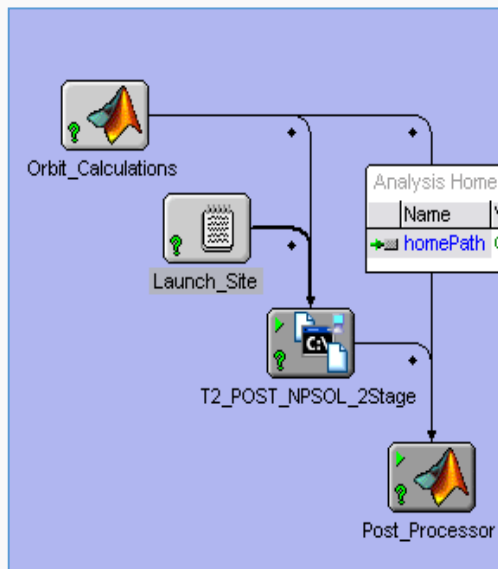 Orbit_Calculations
Analysis Home
Name
homePath
Launch_Site
C:\
T2_POST_NPSOL_2Stage
Post_Processor